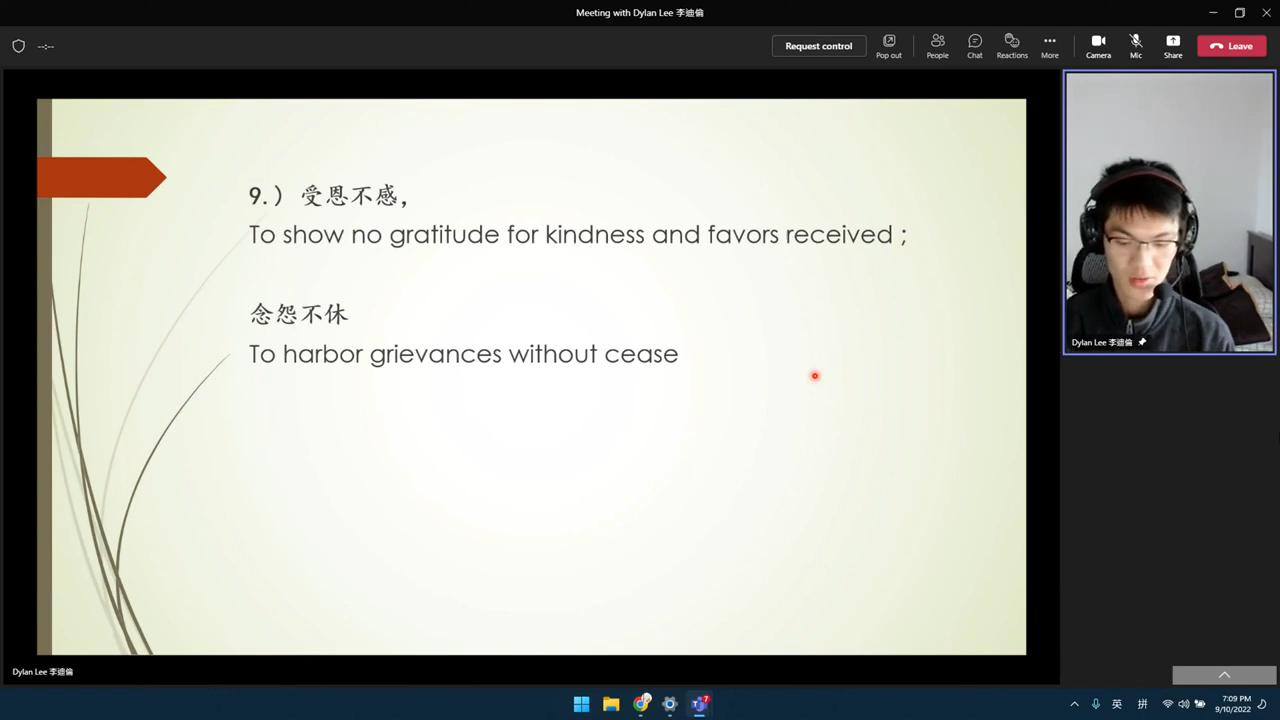 Meeting with Dylan Lee 李迪倫
--:--
Request control
Pop out
People
Chat
Reactions
More
Camera
Mic
Share
Leave
9.）受恩不感，
To show no gratitude for kindness and favors received ;
念怨不休
To harbor grievances without cease
Dylan Lee 李迪倫
Dylan Lee 李迪倫
7
英
拼
7:09 PM
9/10/2022